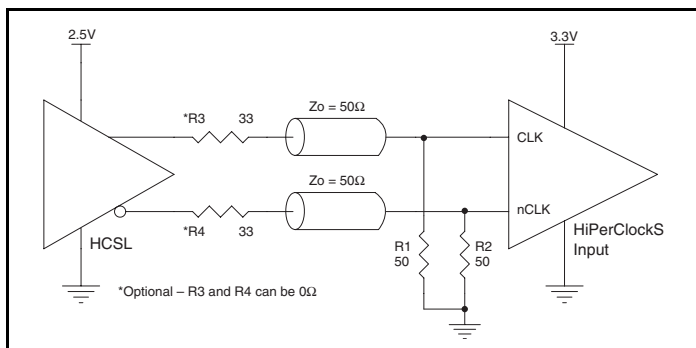 2.5V
3.3V
*R3 33
Zo = 50Ω
CLK
Zo = 50Ω
nCLK
*R4 33
HCSL
R1
50
R2
50
HiPerClockS
Input
*Optional – R3 and R4 can be 0Ω